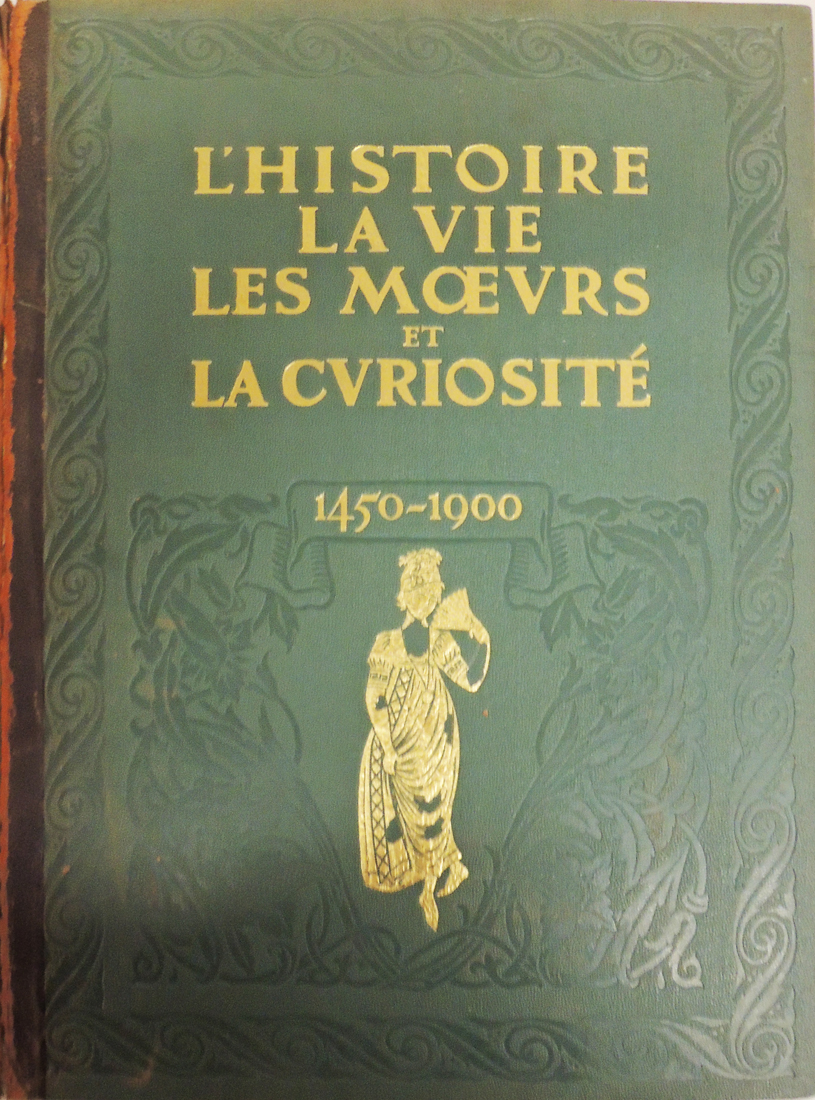 L'HISTOIRE
LA VIE
LES MŒVRS
ET
LA CVRIOSITÉ
1450-1900